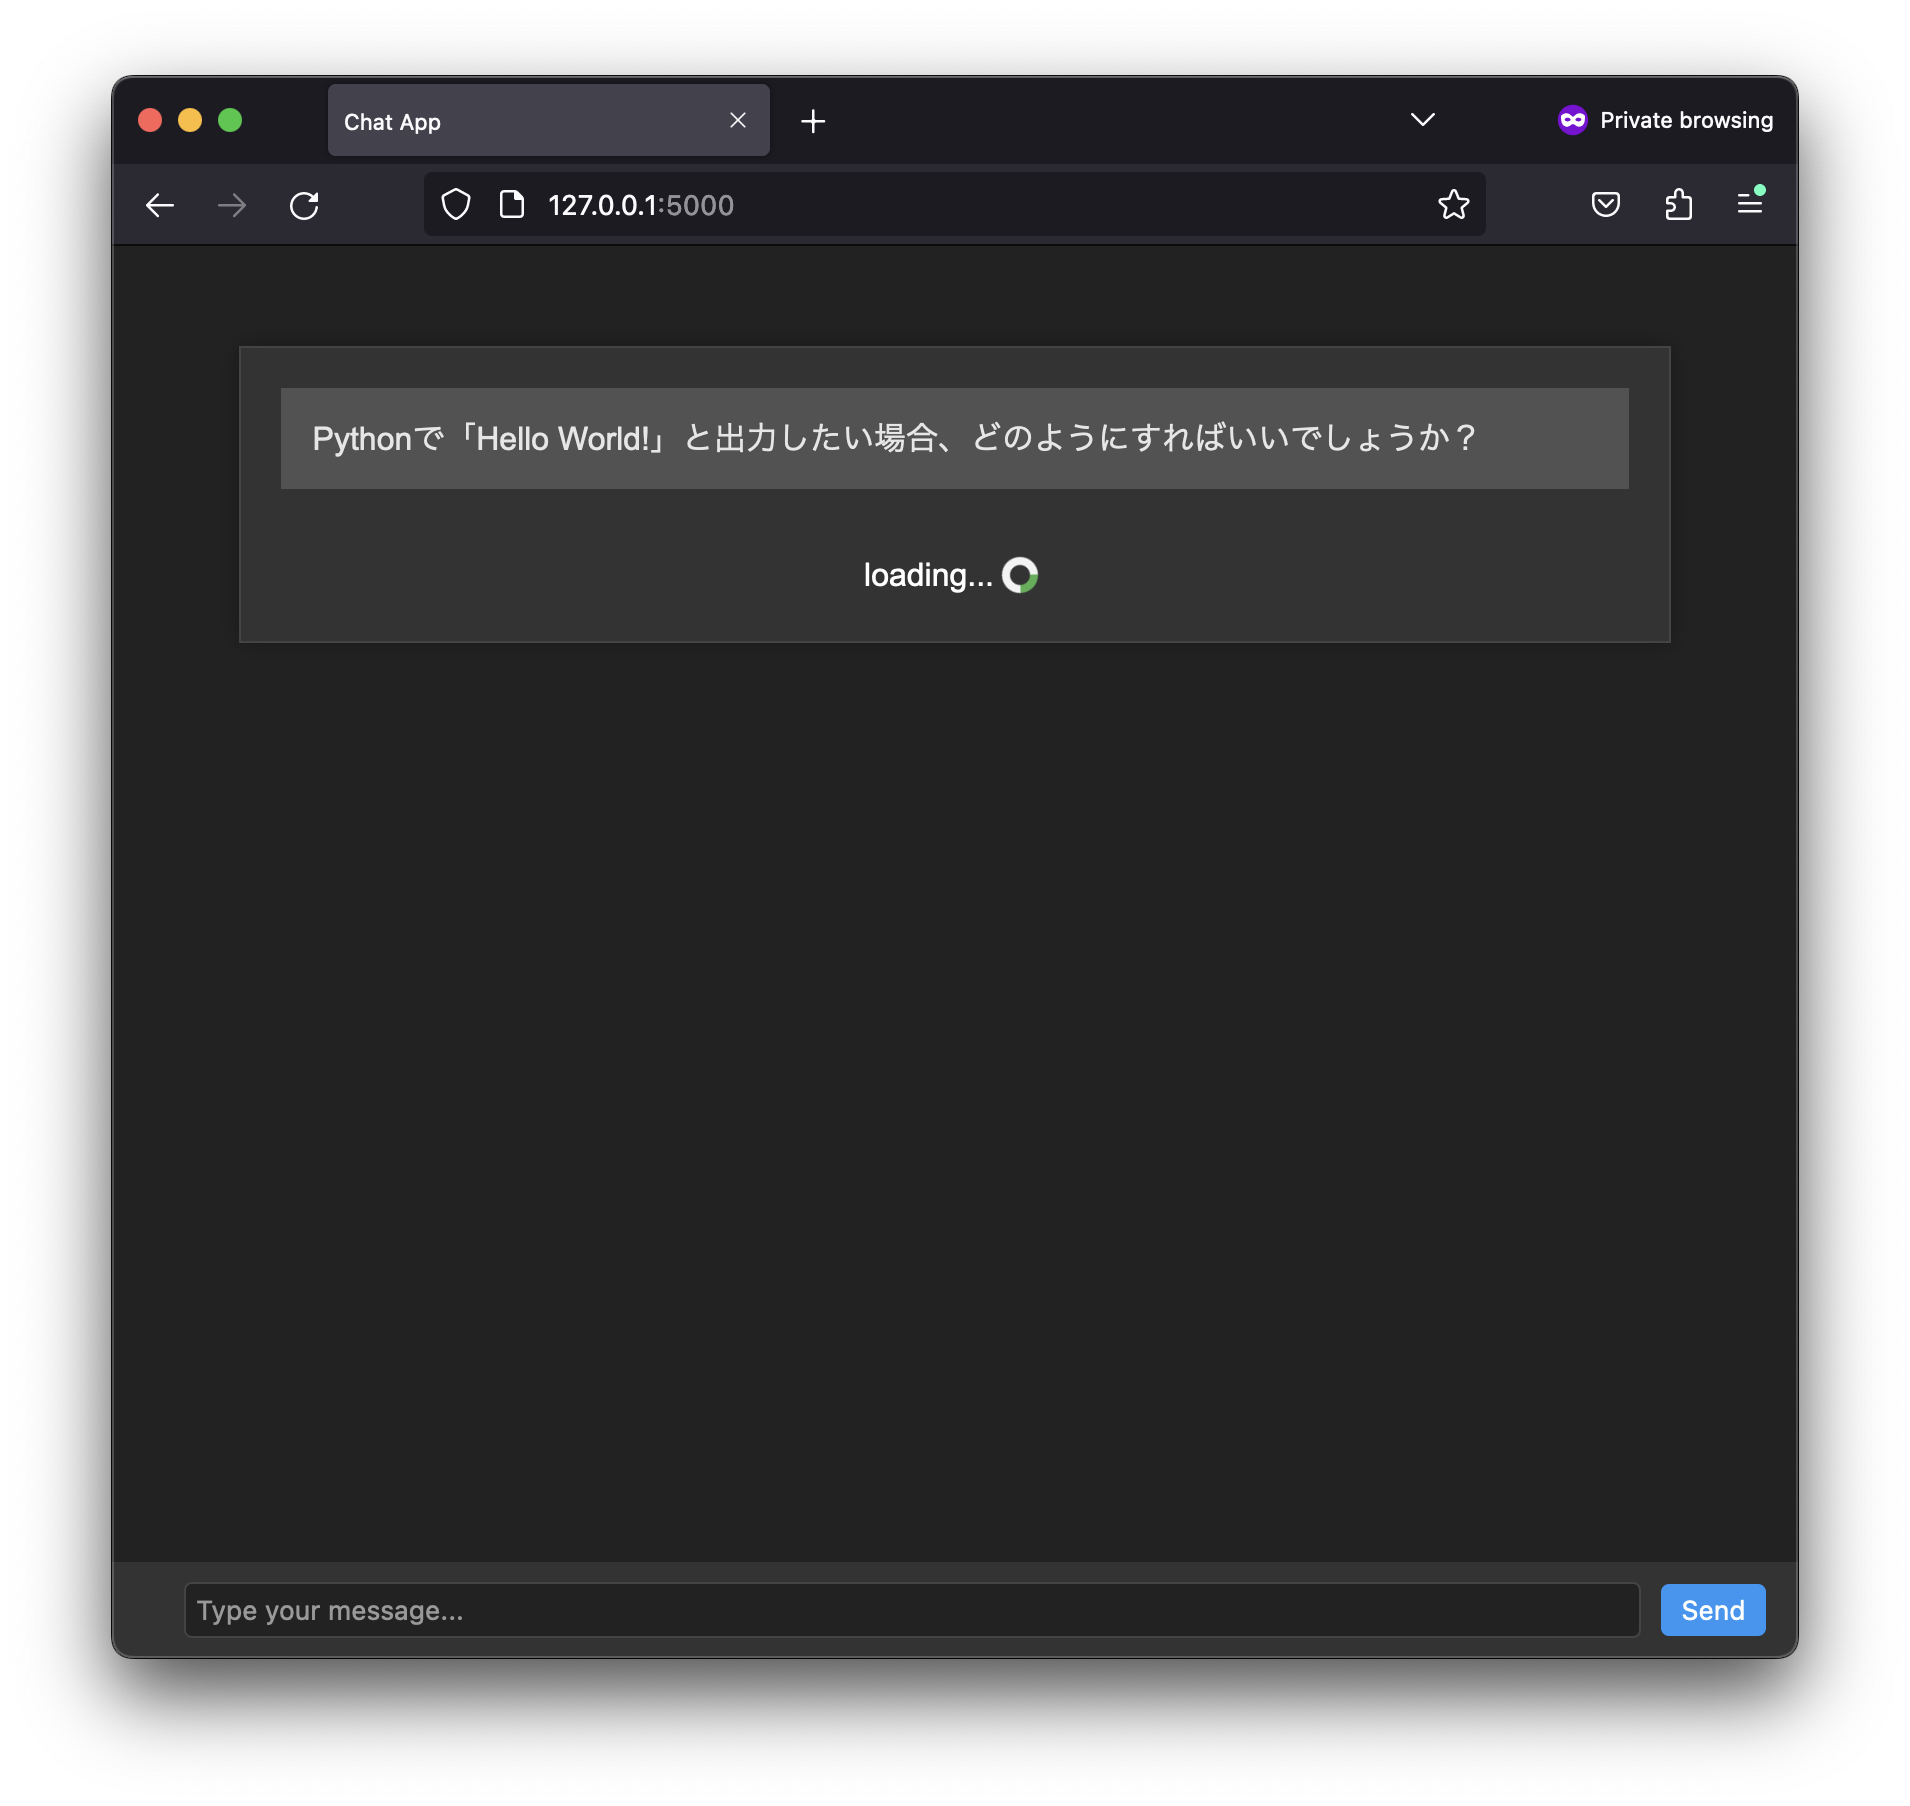 Chat App
Private browsing
127.0.0.1:5000
Pythonで「Hello World!」と出力したい場合、どのようにすればいいでしょうか？
loading...
Type your message...
Send